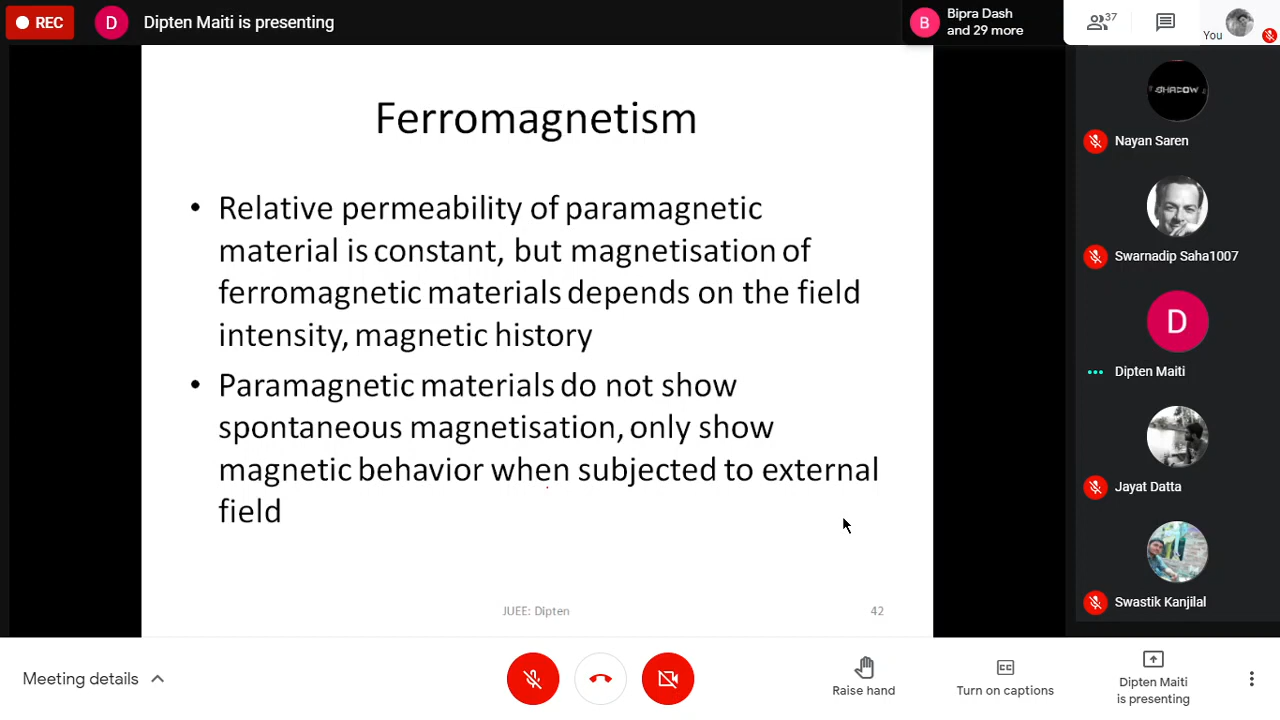 REC
D
Dipten Maiti is presenting
B
Bipra Dash
and 29 more
37
You
Ferromagnetism
• Relative permeability of paramagnetic
material is constant, but magnetisation of
ferromagnetic materials depends on the field
intensity, magnetic history
• Paramagnetic materials do not show
spontaneous magnetisation, only show
magnetic behavior when subjected to external
field
JUEE: Dipten
42
SHADOW
Nayan Saren
Swarnadip Saha1007
D
Dipten Maiti
Jayat Datta
Swastik Kanjilal
Meeting details
Raise hand
CC
Turn on captions
Dipten Maiti
is presenting